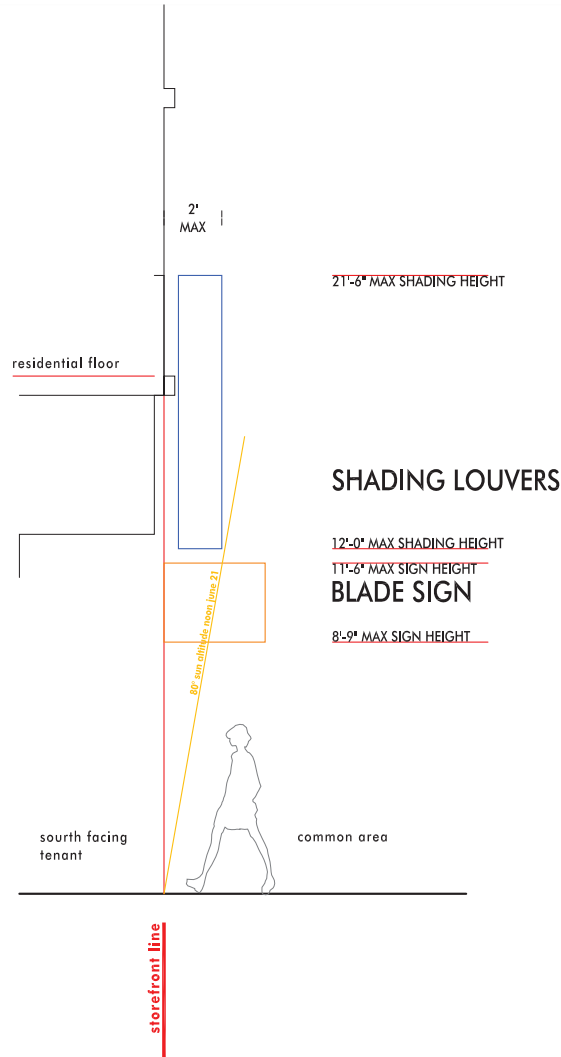 2"
MAX
21'-6" MAX SHADING HEIGHT
residential floor
SHADING LOUVERS
12'-0" MAX SHADING HEIGHT
11'-6" MAX SIGN HEIGHT
BLADE SIGN
80° sun altitude noon june 21
8'-9" MAX SIGN HEIGHT
sourth facing
tenant
common area
storefront line